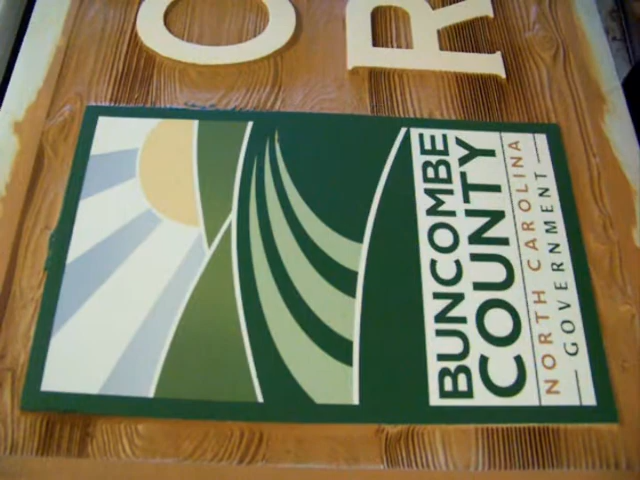 O R
BUNCOMBE
COUNTY
NORTH CAROLINA
GOVERNMENT